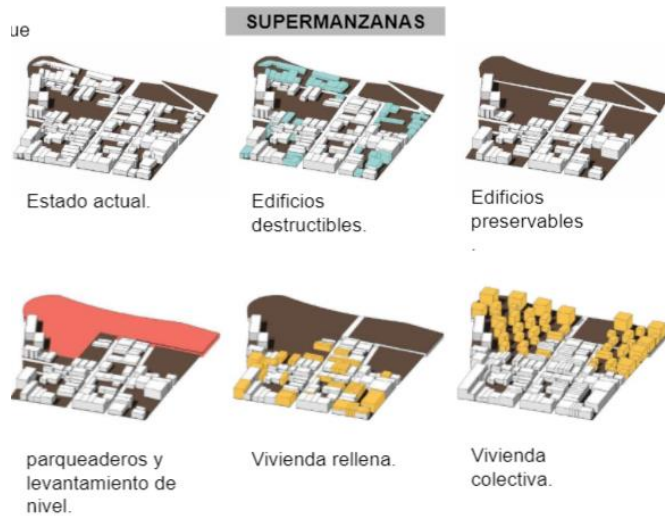 SUPERMANZANAS
ue
Estado actual.
Edificios
destructibles.
Edificios
preservables
.
parqueaderos y
levantamiento de
nivel.
Vivienda rellena.
Vivienda
colectiva.